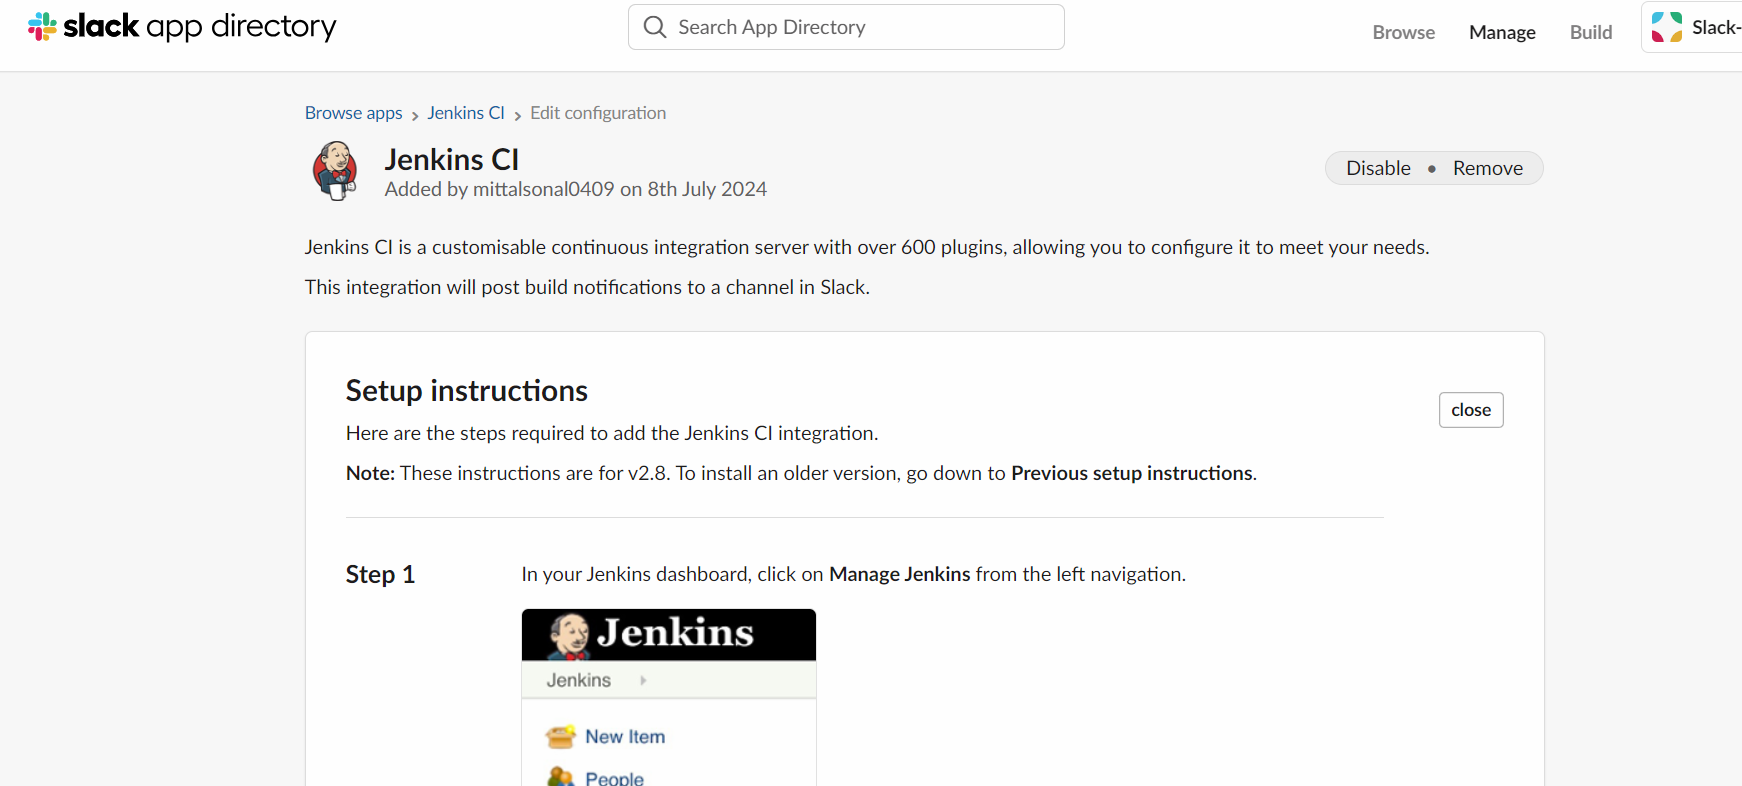 slack app directory
Search App Directory
Browse
Manage
Build
Slack-
Browse apps > Jenkins CI > Edit configuration
Jenkins CI
Added by mittalsonal0409 on 8th July 2024
Disable • Remove
Jenkins CI is a customisable continuous integration server with over 600 plugins, allowing you to configure it to meet your needs.
This integration will post build notifications to a channel in Slack.
Setup instructions
close
Here are the steps required to add the Jenkins CI integration.
Note: These instructions are for v2.8. To install an older version, go down to Previous setup instructions.
Step 1
In your Jenkins dashboard, click on Manage Jenkins from the left navigation.
Jenkins
Jenkins
New Item
People